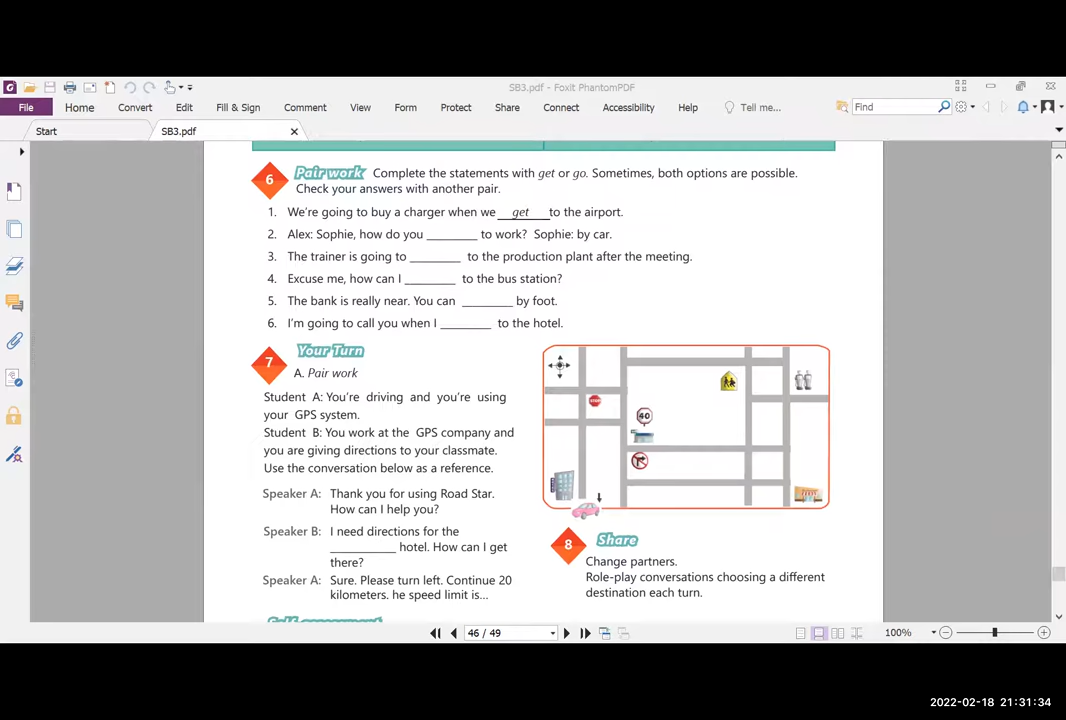 SB3.pdf - Foxit PhantomPDF
File Home Convert Edit Fill & Sign Comment View Form Protect Share Connect Accessibility Help Tell me... Find
Start SB3.pdf
6 Pair work Complete the statements with get or go. Sometimes, both options are possible.
Check your answers with another pair.
1. We're going to buy a charger when we __get__ to the airport.
2. Alex: Sophie, how do you ________ to work? Sophie: by car.
3. The trainer is going to ________ to the production plant after the meeting.
4. Excuse me, how can I ________ to the bus station?
5. The bank is really near. You can ________ by foot.
6. I'm going to call you when I ________ to the hotel.
7 Your Turn
A. Pair work
Student A: You're driving and you're using
your GPS system.
Student B: You work at the GPS company and
you are giving directions to your classmate.
Use the conversation below as a reference.
Speaker A: Thank you for using Road Star.
How can I help you?
Speaker B: I need directions for the
___________ hotel. How can I get
there?
Speaker A: Sure. Please turn left. Continue 20
kilometers. he speed limit is...
STOP
40
8 Share
Change partners.
Role-play conversations choosing a different
destination each turn.
Self-assessment
46 / 49
100%
2022-02-18 21:31:34